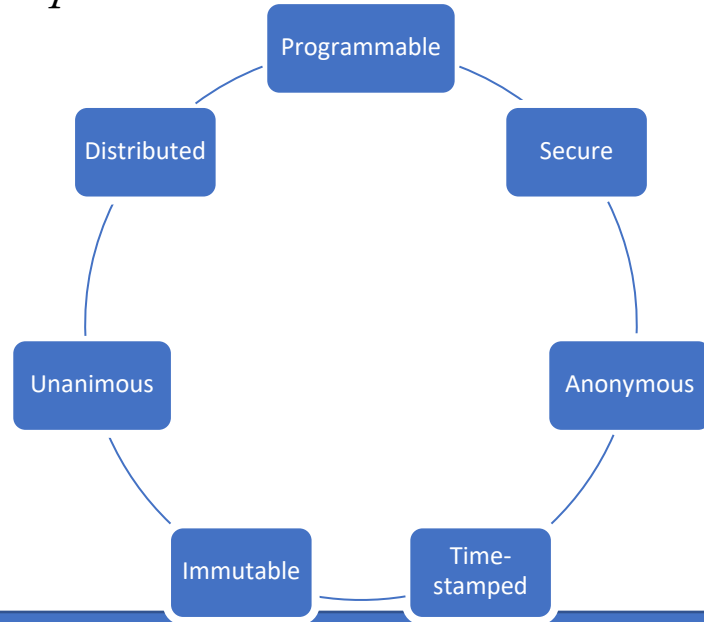 Programmable
Distributed
Secure
Unanimous
Anonymous
Immutable
Time-
stamped